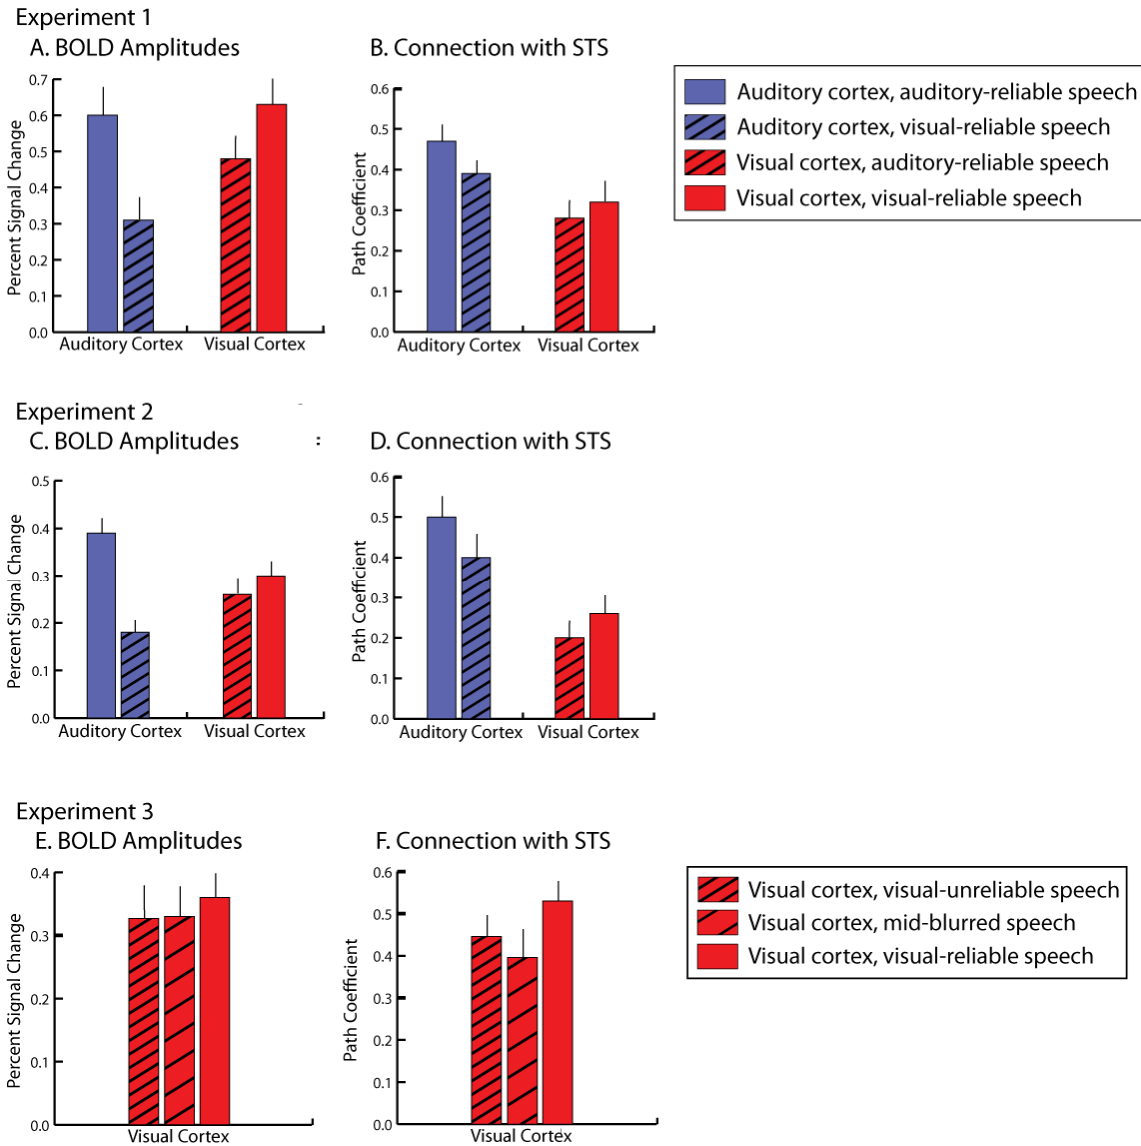 Experiment 1
A. BOLD Amplitudes
B. Connection with STS
Percent Signal Change
0.7
0.6
0.5
0.4
0.3
0.2
0.1
0.0
Auditory Cortex
Visual Cortex
Path Coefficient
0.6
0.5
0.4
0.3
0.2
0.1
0.0
Auditory Cortex
Visual Cortex
Auditory cortex, auditory-reliable speech
Auditory cortex, visual-reliable speech
Visual cortex, auditory-reliable speech
Visual cortex, visual-reliable speech
Experiment 2
C. BOLD Amplitudes
:
D. Connection with STS
Percent Signal Change
0.5
0.4
0.3
0.2
0.1
0.0
Auditory Cortex
Visual Cortex
Path Coefficient
0.6
0.5
0.4
0.3
0.2
0.1
0.0
Auditory Cortex
Visual Cortex
Experiment 3
E. BOLD Amplitudes
F. Connection with STS
Percent Signal Change
0.4
0.3
0.2
0.1
0.0
Visual Cortex
Path Coefficient
0.6
0.5
0.4
0.3
0.2
0.1
0.0
Visual Cortex
Visual cortex, visual-unreliable speech
Visual cortex, mid-blurred speech
Visual cortex, visual-reliable speech